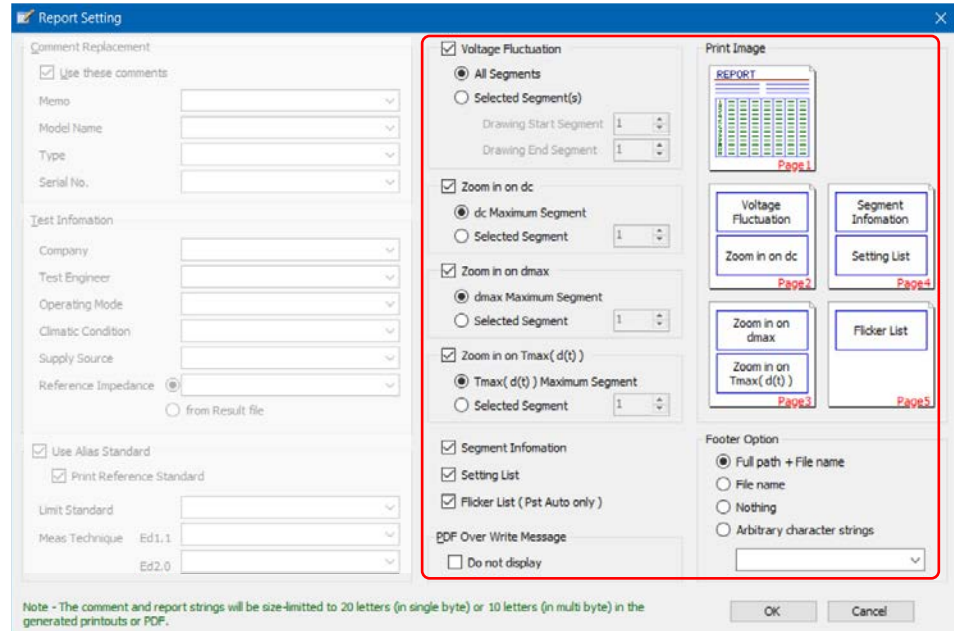 Report Setting
Comment Replacement
Use these comments
Memo
Model Name
Type
Serial No.
Test Infomation
Company
Test Engineer
Operating Mode
Climatic Condition
Supply Source
Reference Impedance
from Result file
Use Alias Standard
Print Reference Standard
Limit Standard
Meas Technique Ed1.1
Ed2.0
Voltage Fluctuation
All Segments
Selected Segment(s)
Drawing Start Segment 1
Drawing End Segment 1
Zoom in on dc
dc Maximum Segment
Selected Segment 1
Zoom in on dmax
dmax Maximum Segment
Selected Segment 1
Zoom in on Tmax( d(t) )
Tmax( d(t) ) Maximum Segment
Selected Segment 1
Segment Infomation
Setting List
Flicker List ( Pst Auto only )
PDF Over Write Message
Do not display
Print Image
REPORT
Page1
Voltage
Fluctuation
Zoom in on dc
Page2
Segment
Infomation
Setting List
Page4
Zoom in on
dmax
Zoom in on
Tmax( d(t) )
Page3
Flicker List
Page5
Footer Option
Full path + File name
File name
Nothing
Arbitrary character strings
Note - The comment and report strings will be size-limitted to 20 letters (in single byte) or 10 letters (in multi byte) in the
generated printouts or PDF.
OK
Cancel